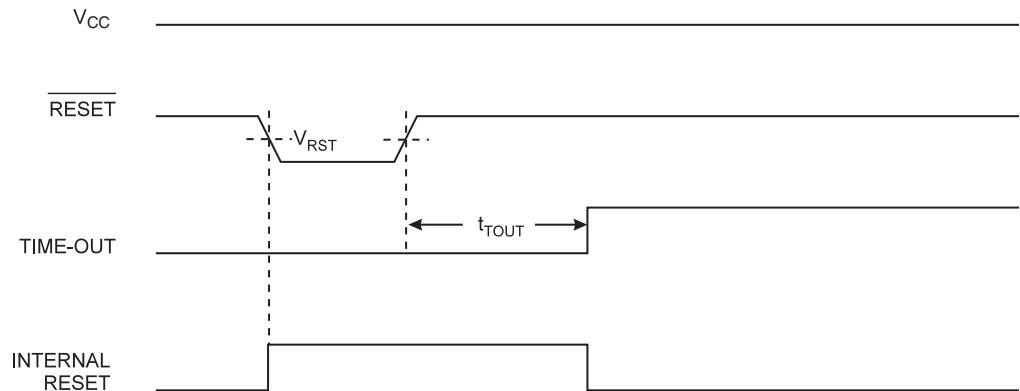 VCC
RESET
VRST
tTOUT
TIME-OUT
INTERNAL
RESET